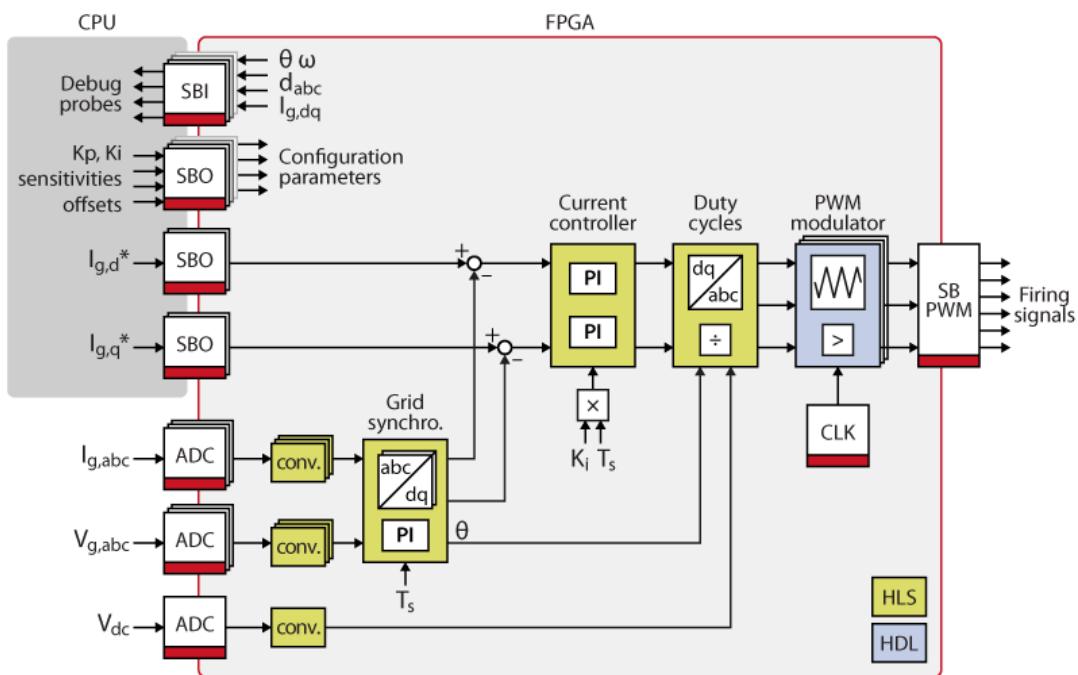 CPU
FPGA
Debug
probes
SBI
θ ω
d_abc
I_g,dq
Kp, Ki
sensitivities
offsets
SBO
Configuration
parameters
I_g,d*
SBO
I_g,q*
SBO
+
−
+
−
Current
controller
PI
PI
×
K_i T_s
Duty
cycles
dq
abc
÷
PWM
modulator
>
CLK
SB
PWM
Firing
signals
Grid
synchro.
I_g,abc
ADC
conv.
abc
dq
PI
V_g,abc
ADC
conv.
θ
T_s
V_dc
ADC
conv.
HLS
HDL